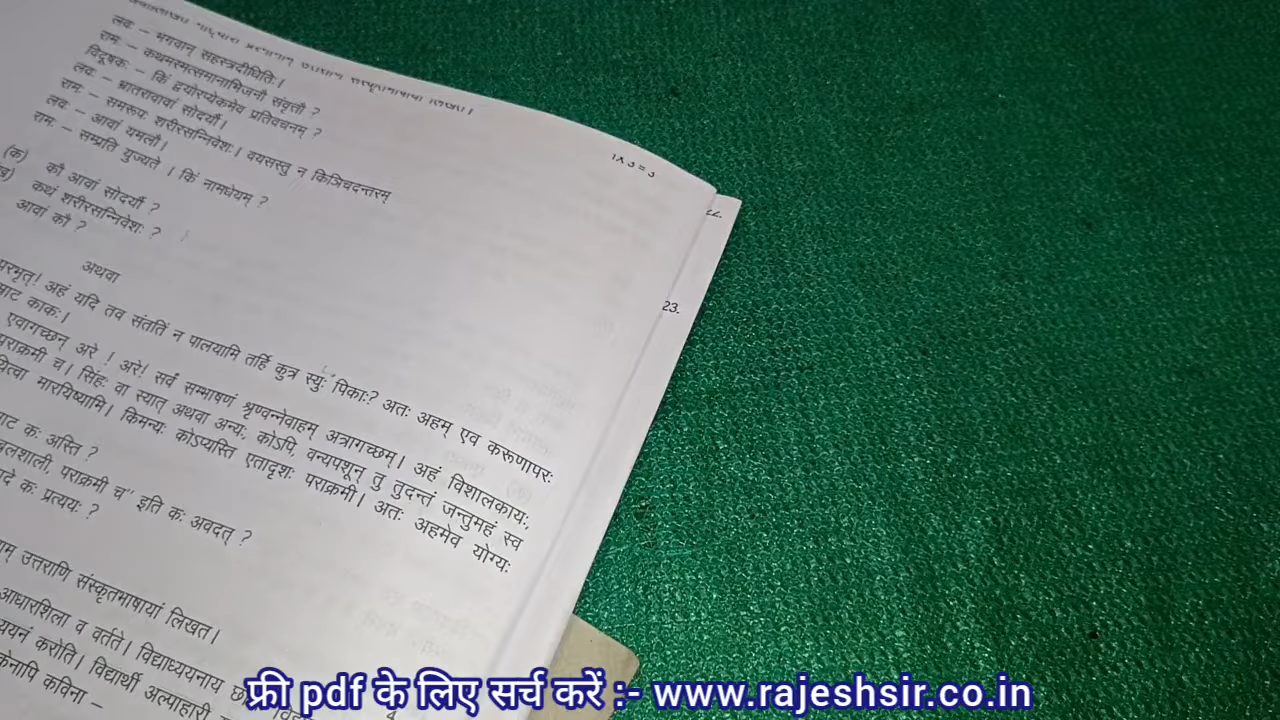 लवः – भगवान् सहस्त्रदीधितिः।
रामः – कथमस्मत्समानाभिजनौ संवृत्तौ ?
विदूषकः – किं द्वयोरप्येकमेव प्रतिवचनम् ?
लवः – भ्रातरावावां सोदर्यौ।
रामः – समरूपः शरीरसन्निवेशः। वयसस्तु न किञ्चिदन्तरम्
लवः – आवां यमलौ।
रामः – सम्प्रति युज्यते । किं नामधेयम् ?
1X 3 = 3
(क) कौ आवां सोदर्यौ ?
कथं शरीरसन्निवेशः ?
आवां कौ ?
22.
अथवा
23.
परभृत्! अहं यदि तव संततिं न पालयामि तर्हि कुत्र स्युः पिकाः? अतः अहम् एव करूणापरः
काकः।
एवागच्छन् अरे ! अरे! सर्वं सम्भाषणं श्रृण्वन्नेवाहम् अत्रागच्छम्। अहं विशालकायः,
पराक्रमी च। सिंहः वा स्यात् अथवा अन्यः कोऽपि, वन्यपशून् तु तुदन्तं जन्तुमहं स्व
मारयिष्यामि। किमन्यः कोऽप्यस्ति एतादृशः पराक्रमी। अतः अहमेव योग्यः
कः अस्ति ?
बलशाली, पराक्रमी च" इति कः अवदत् ?
कः प्रत्ययः ?
उत्तराणि संस्कृतभाषायां लिखत।
आधारशिला व वर्तते। विद्याध्ययनाय
करोति। विद्यार्थी अल्पाहारी
केनापि कविना –
4
फ्री pdf के लिए सर्च करें :- www.rajeshsir.co.in